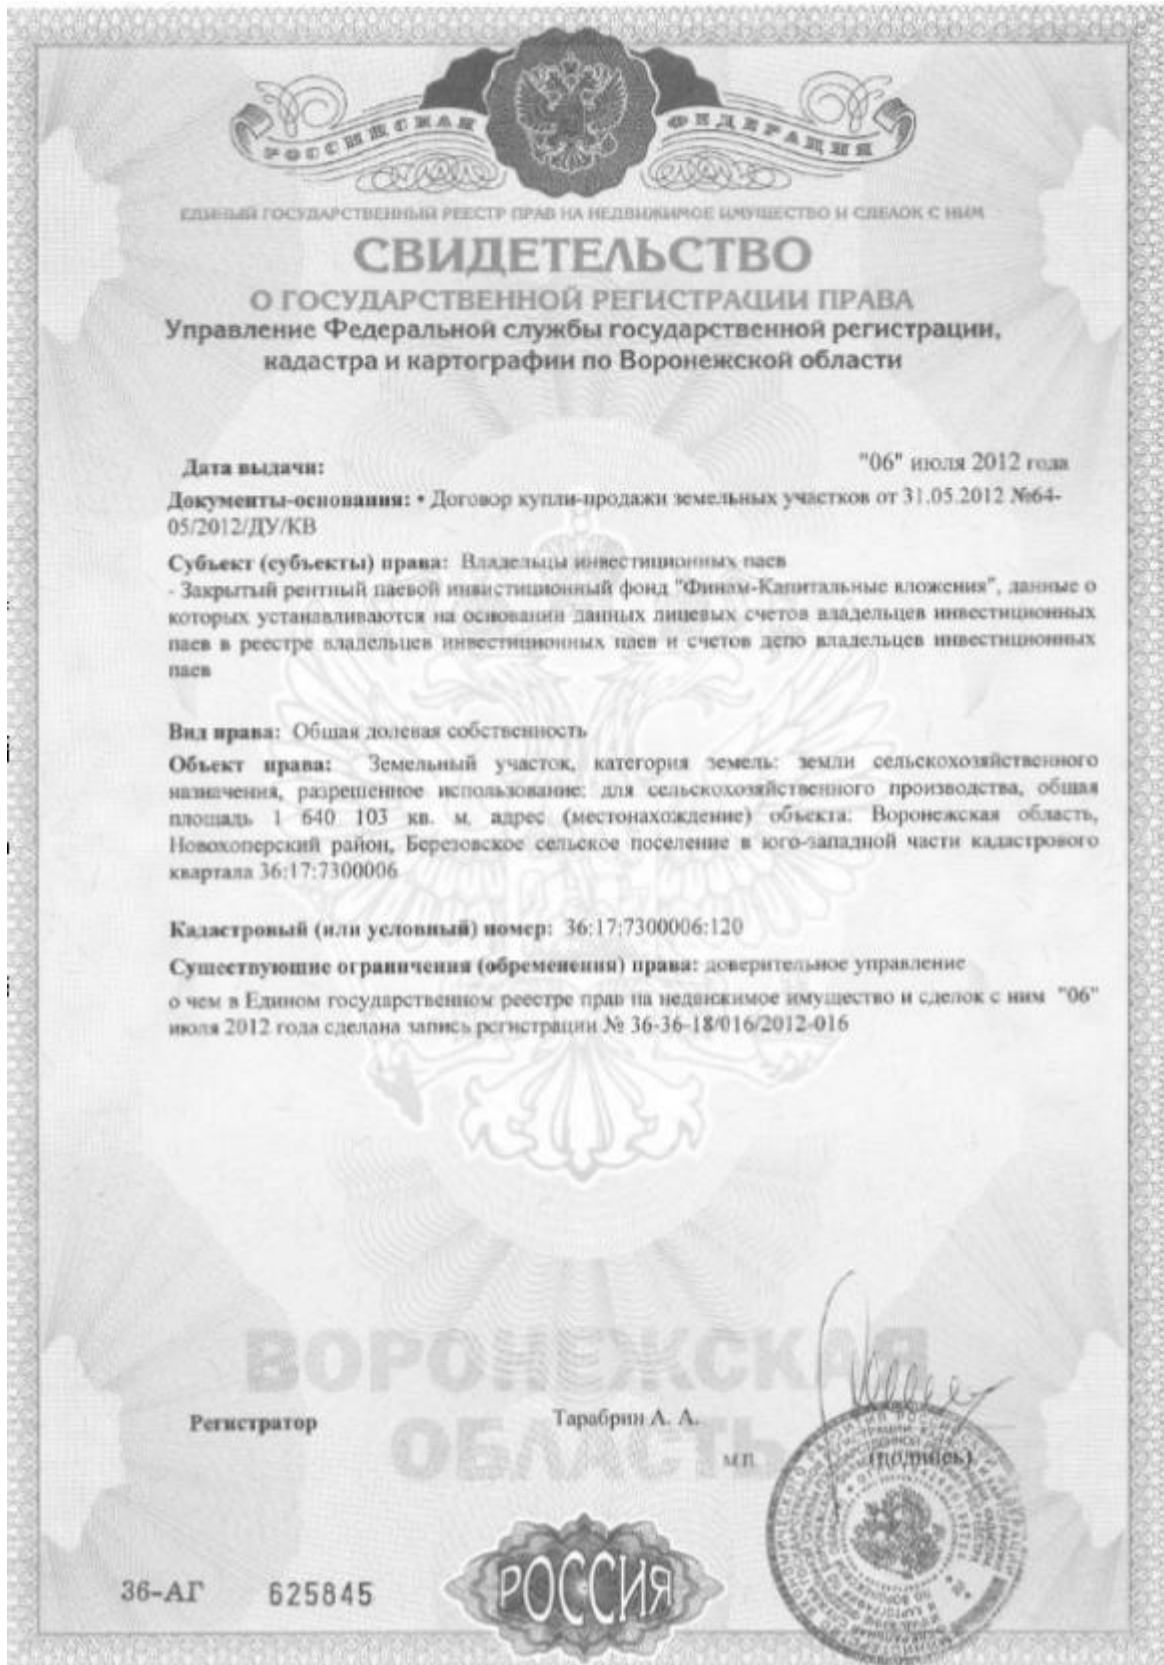 РОССИЙСКАЯ ФЕДЕРАЦИЯ
ЕДИНЫЙ ГОСУДАРСТВЕННЫЙ РЕЕСТР ПРАВ НА НЕДВИЖИМОЕ ИМУЩЕСТВО И СДЕЛОК С НИМ
СВИДЕТЕЛЬСТВО
О ГОСУДАРСТВЕННОЙ РЕГИСТРАЦИИ ПРАВА
Управление Федеральной службы государственной регистрации,
кадастра и картографии по Воронежской области
Дата выдачи: "06" июля 2012 года
Документы-основания: • Договор купли-продажи земельных участков от 31.05.2012 №64-
05/2012/ДУ/КВ
Субъект (субъекты) права: Владельцы инвестиционных паев
- Закрытый рентный паевой инвистиционный фонд "Финам-Капитальные вложения", данные о
которых устанавливаются на основании данных лицевых счетов владельцев инвестиционных
паев в реестре владельцев инвестиционных паев и счетов депо владельцев инвестиционных
паев
Вид права: Общая долевая собственность
Объект права: Земельный участок, категория земель: земли сельскохозяйственного
назначения, разрешенное использование: для сельскохозяйственного производства, общая
площадь 1 640 103 кв. м, адрес (местонахождение) объекта: Воронежская область,
Новохоперский район, Березовское сельское поселение в юго-западной части кадастрового
квартала 36:17:7300006
Кадастровый (или условный) номер: 36:17:7300006:120
Существующие ограничения (обременения) права: доверительное управление
о чем в Едином государственном реестре прав на недвижимое имущество и сделок с ним "06"
июля 2012 года сделана запись регистрации № 36-36-18/016/2012-016
ВОРОНЕЖСКАЯ
ОБЛАСТЬ
Регистратор Тарабрин А. А.
м.п. (подпись)
РОССИЯ
36-АГ 625845